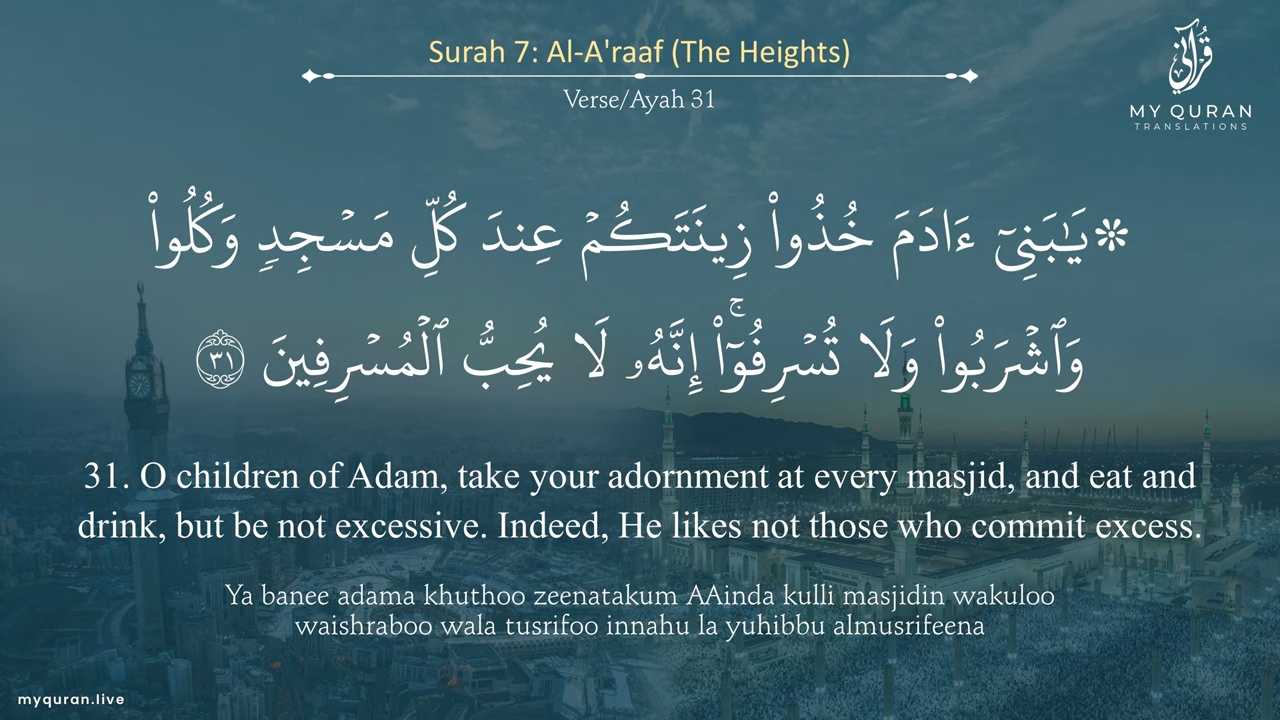 Surah 7: Al-A'raaf (The Heights)
Verse/Ayah 31
قرآني
MY QURAN
TRANSLATIONS
۞ يَـٰبَنِىٓ ءَادَمَ خُذُوا۟ زِينَتَكُمْ عِندَ كُلِّ مَسْجِدٍۢ وَكُلُوا۟
وَٱشْرَبُوا۟ وَلَا تُسْرِفُوٓا۟ ۚ إِنَّهُۥ لَا يُحِبُّ ٱلْمُسْرِفِينَ ٣١
31. O children of Adam, take your adornment at every masjid, and eat and
drink, but be not excessive. Indeed, He likes not those who commit excess.
Ya banee adama khuthoo zeenatakum AAinda kulli masjidin wakuloo
waishraboo wala tusrifoo innahu la yuhibbu almusrifeena
myquran.live